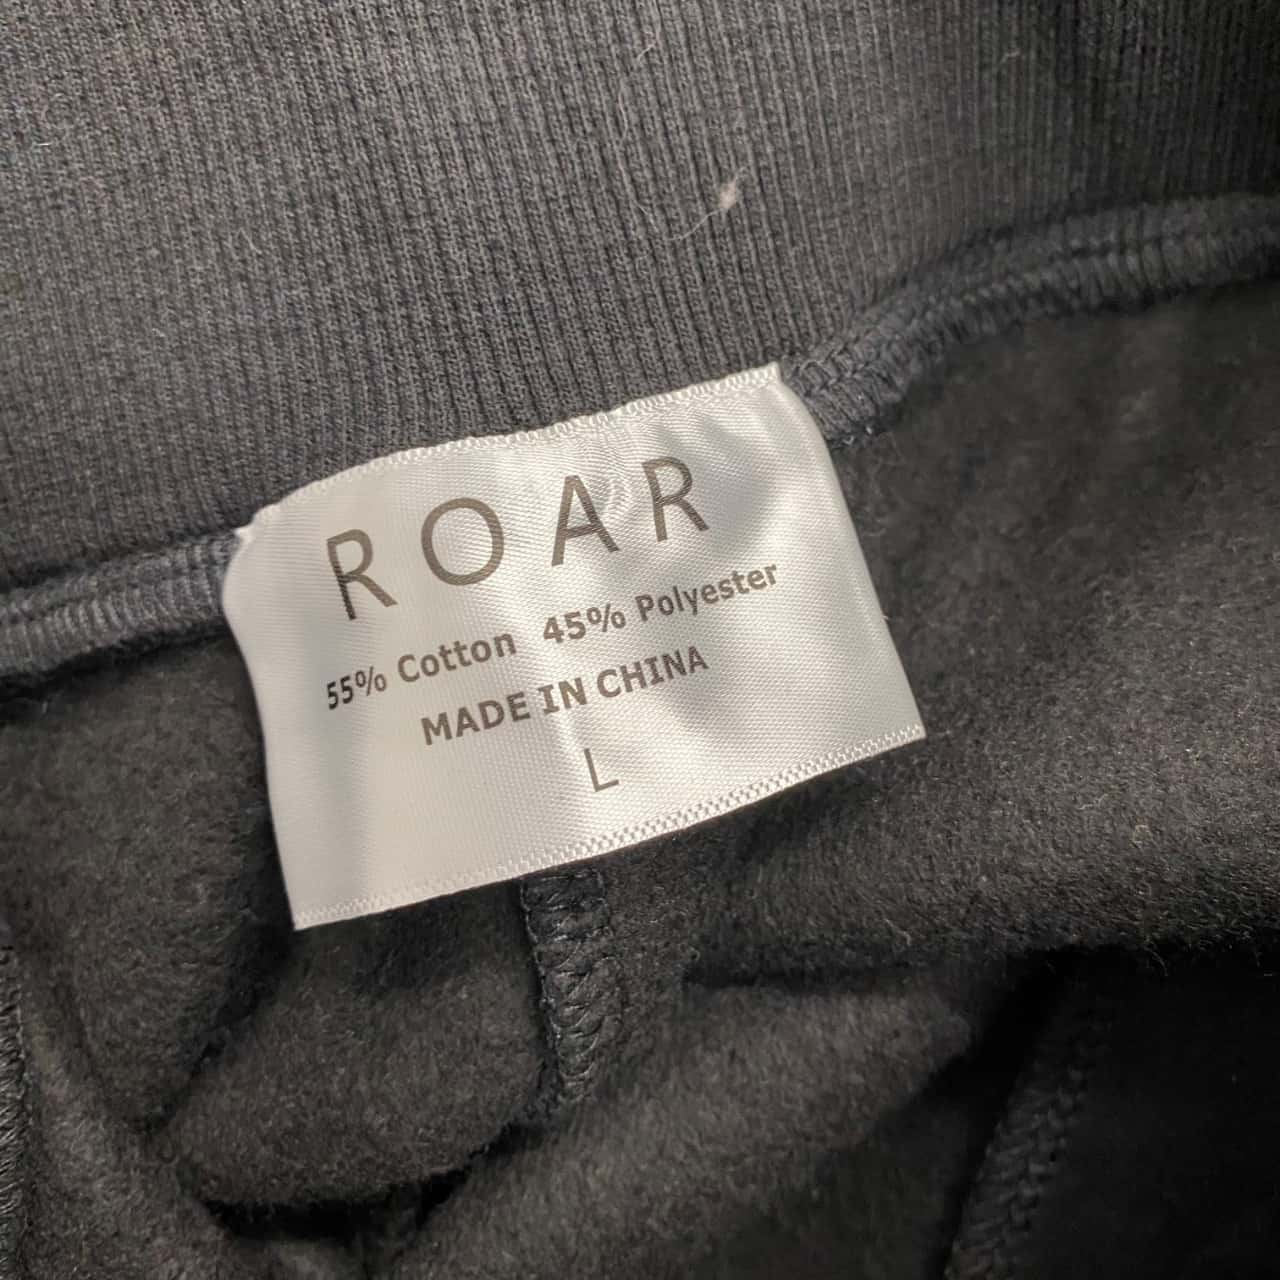 ROAR
55% Cotton 45% Polyester
MADE IN CHINA
L